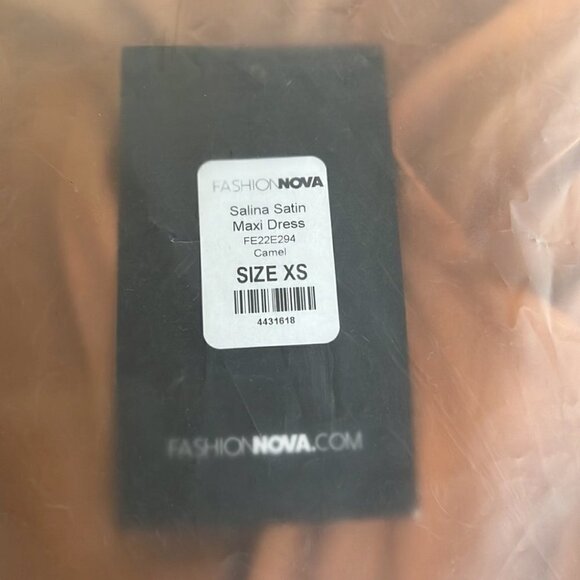 FASHIONNOVA
Salina Satin
Maxi Dress
FE22E294
Camel
SIZE XS
4431618
FASHIONNOVA.COM